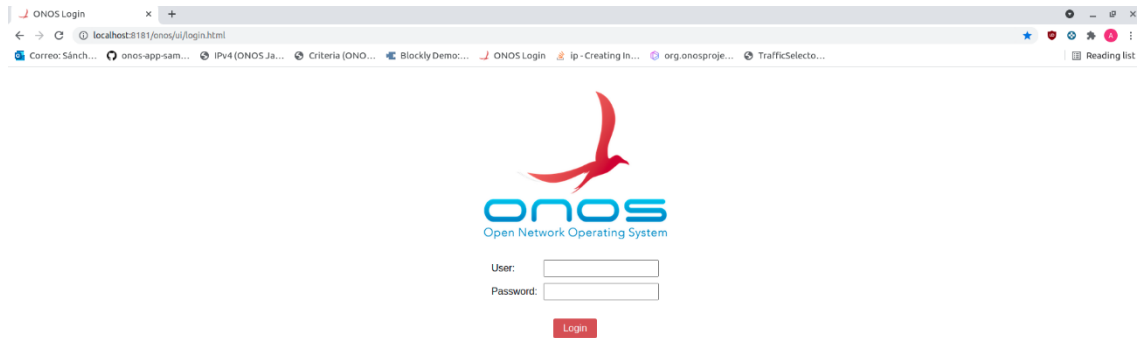 ONOS Login
localhost:8181/onos/ui/login.html
Correo: Sánch... onos-app-sam... IPv4 (ONOS Ja... Criteria (ONO... Blockly Demo:... ONOS Login ip - Creating In... org.onosproje... TrafficSelecto... Reading list
A
onos
Open Network Operating System
User:
Password:
Login